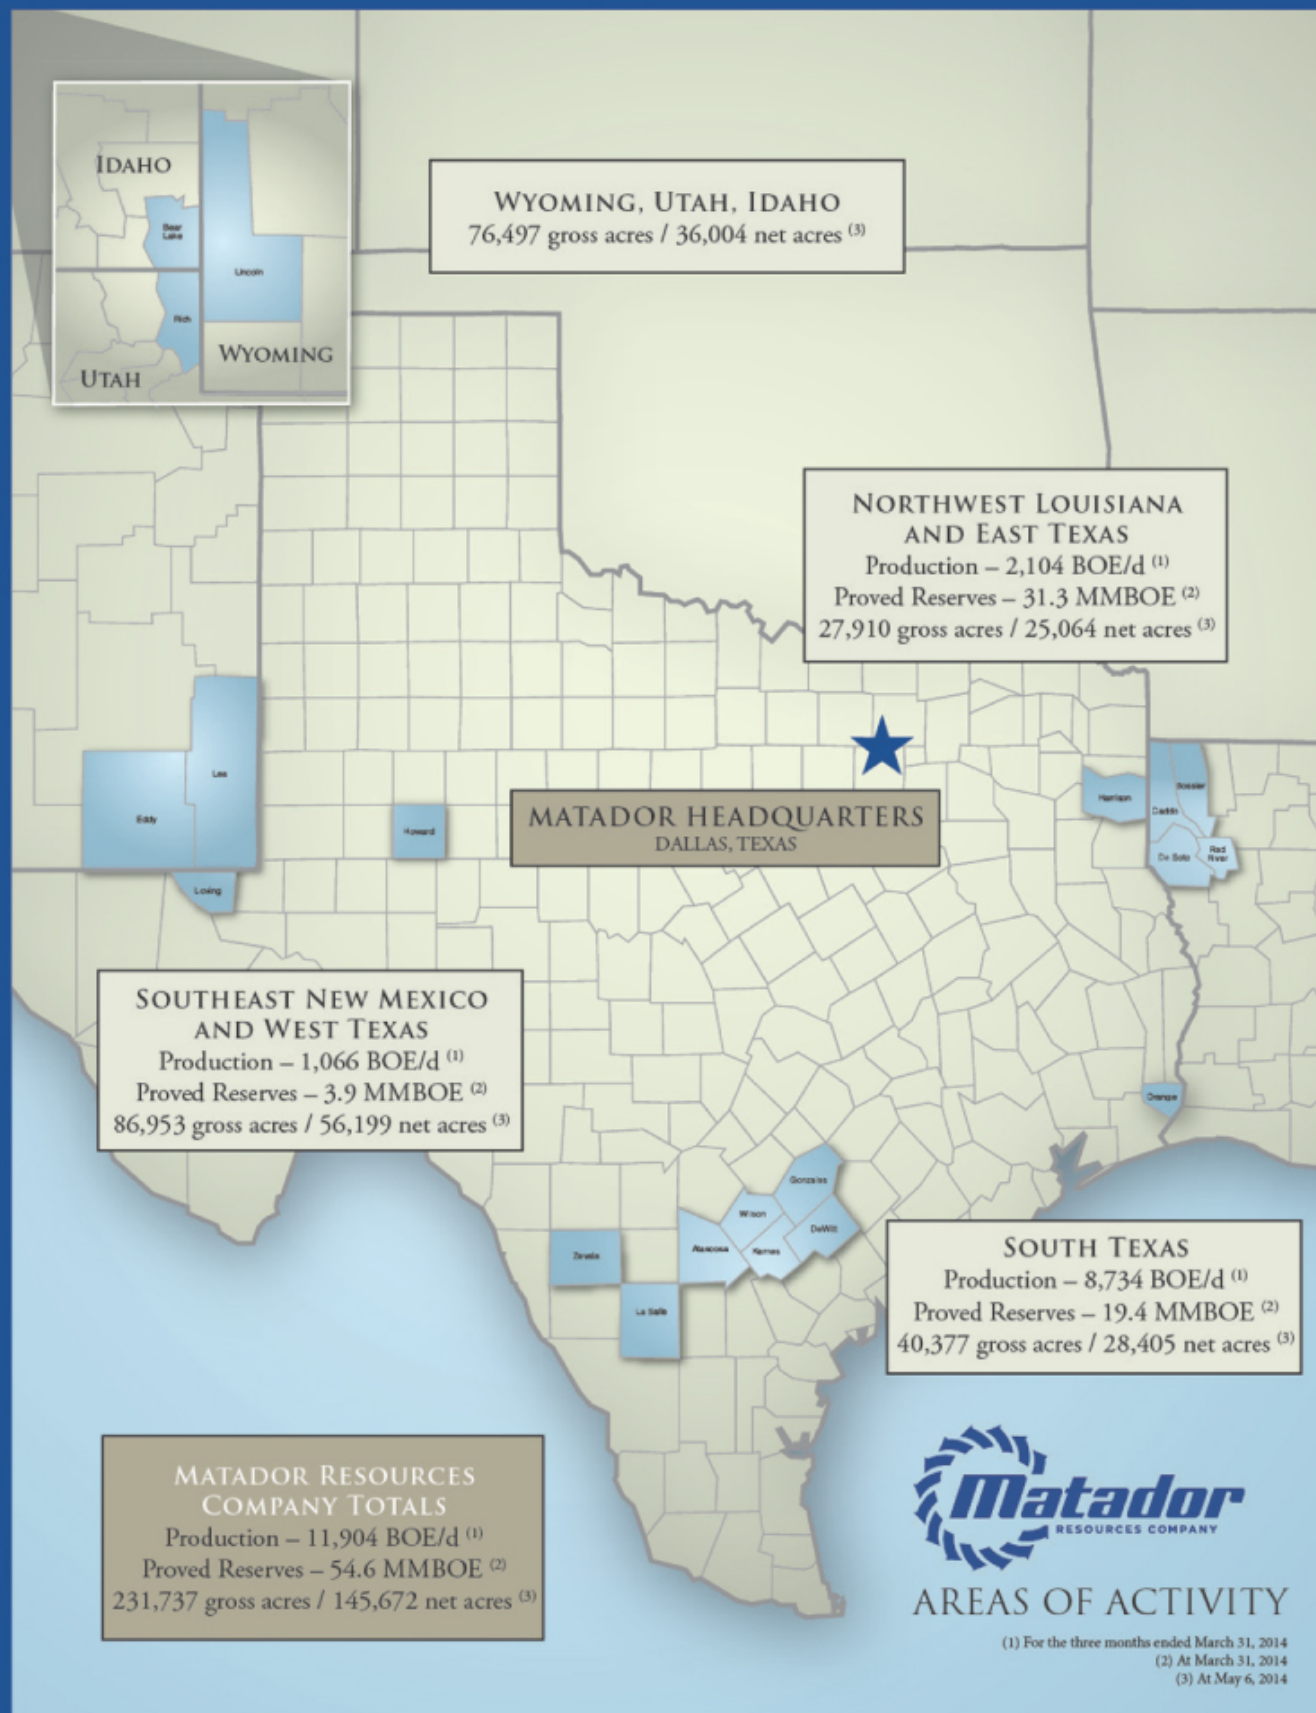 IDAHO
Bear
Lake
Lincoln
Rich
WYOMING
UTAH
WYOMING, UTAH, IDAHO
76,497 gross acres / 36,004 net acres (3)
NORTHWEST LOUISIANA
AND EAST TEXAS
Production – 2,104 BOE/d (1)
Proved Reserves – 31.3 MMBOE (2)
27,910 gross acres / 25,064 net acres (3)
Lea
Eddy
Loving
Howard
MATADOR HEADQUARTERS
DALLAS, TEXAS
Harrison
Bossier
Caddo
De Soto
Red
River
SOUTHEAST NEW MEXICO
AND WEST TEXAS
Production – 1,066 BOE/d (1)
Proved Reserves – 3.9 MMBOE (2)
86,953 gross acres / 56,199 net acres (3)
Orange
Gonzales
Wilson
DeWitt
Atascosa
Karnes
Zavala
La Salle
SOUTH TEXAS
Production – 8,734 BOE/d (1)
Proved Reserves – 19.4 MMBOE (2)
40,377 gross acres / 28,405 net acres (3)
MATADOR RESOURCES
COMPANY TOTALS
Production – 11,904 BOE/d (1)
Proved Reserves – 54.6 MMBOE (2)
231,737 gross acres / 145,672 net acres (3)
Matador
RESOURCES COMPANY
AREAS OF ACTIVITY
(1) For the three months ended March 31, 2014
(2) At March 31, 2014
(3) At May 6, 2014